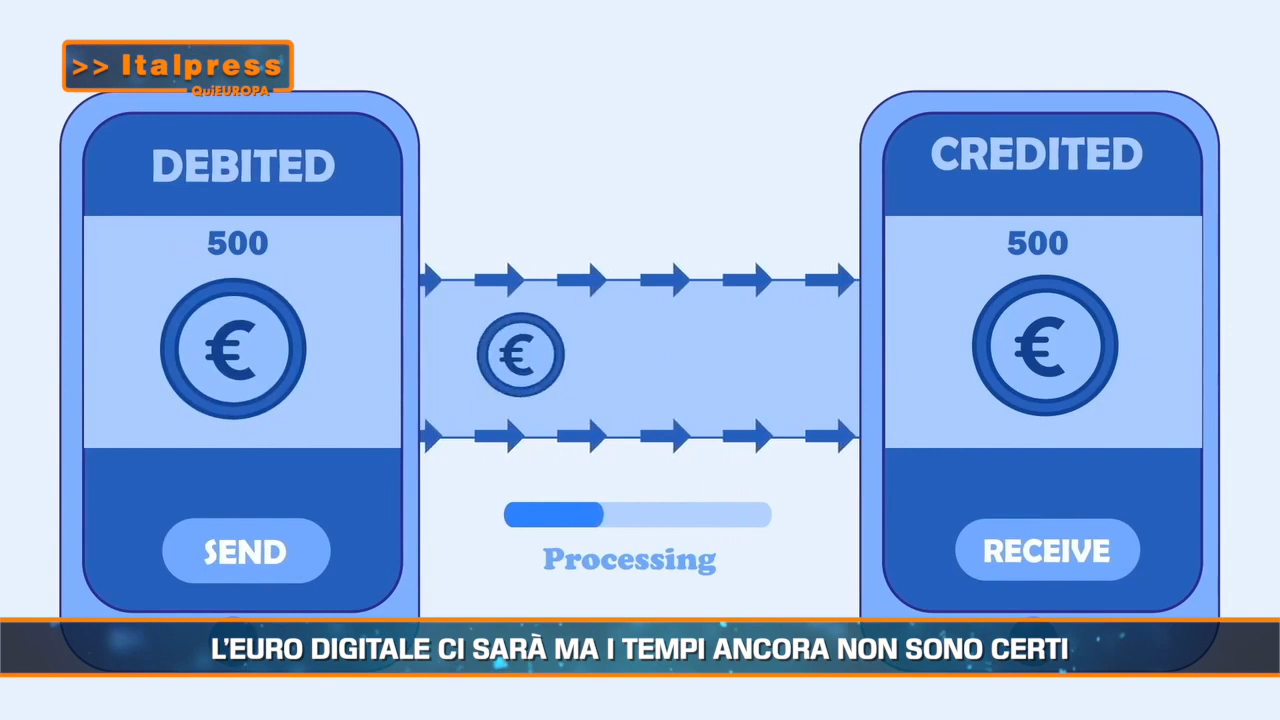 >> Italpress
QuiEUROPA
DEBITED
500
€
SEND
€
Processing
CREDITED
500
€
RECEIVE
L'EURO DIGITALE CI SARÀ MA I TEMPI ANCORA NON SONO CERTI